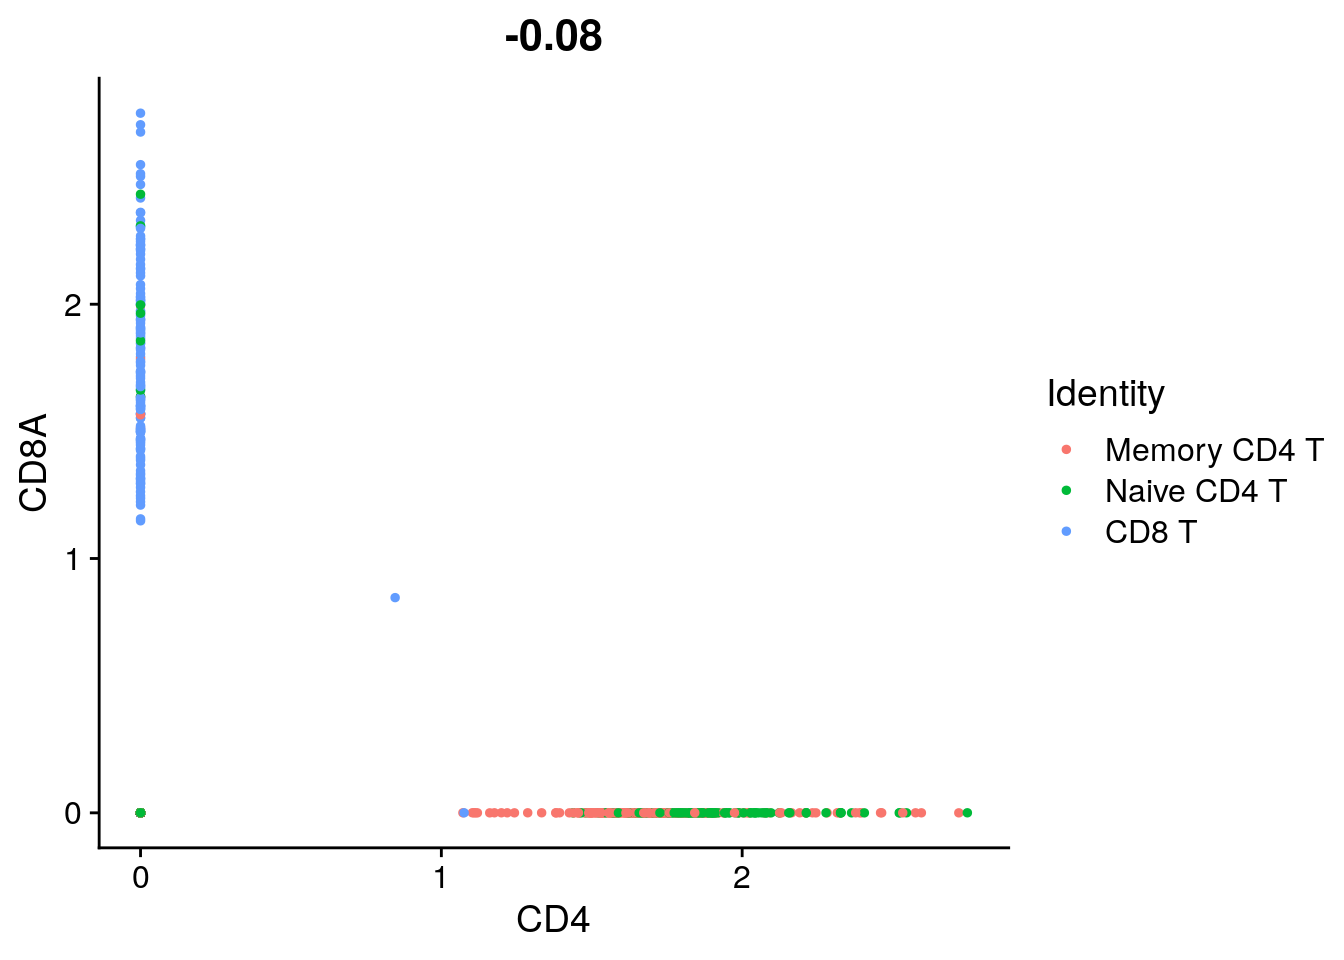 -0.08
CD8A
2
1
0
0
1
2
CD4
Identity
Memory CD4 T
Naive CD4 T
CD8 T